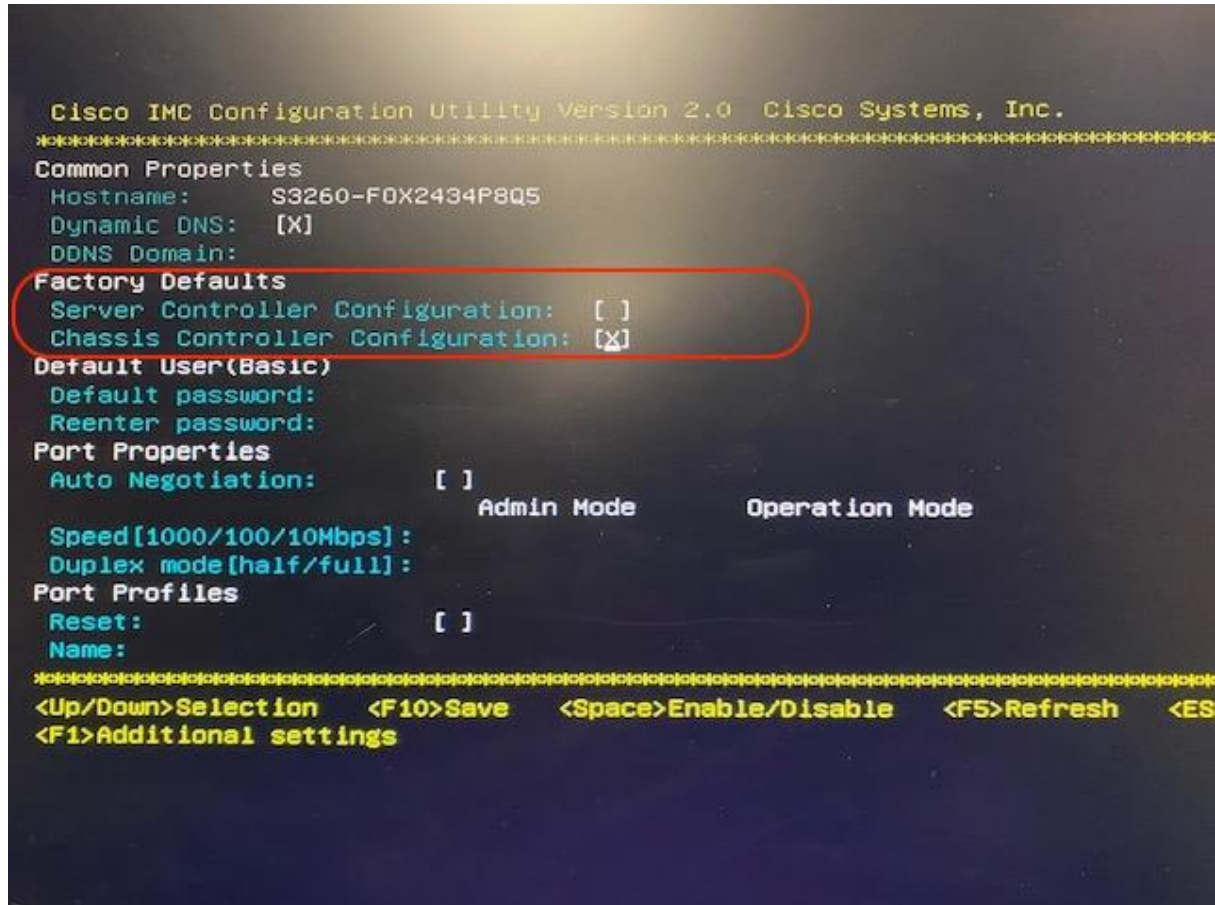 Cisco IMC Configuration Utility Version 2.0 Cisco Systems, Inc.
Common Properties
Hostname: S3260-FOX2434P8Q5
Dynamic DNS: [X]
DDNS Domain:
Factory Defaults
Server Controller Configuration: [ ]
Chassis Controller Configuration: [X]
Default User(Basic)
Default password:
Reenter password:
Port Properties
Auto Negotiation: [ ]
Admin Mode Operation Mode
Speed[1000/100/10Mbps]:
Duplex mode[half/full]:
Port Profiles
Reset: [ ]
Name:
<Up/Down>Selection <F10>Save <Space>Enable/Disable <F5>Refresh <ES
<F1>Additional settings